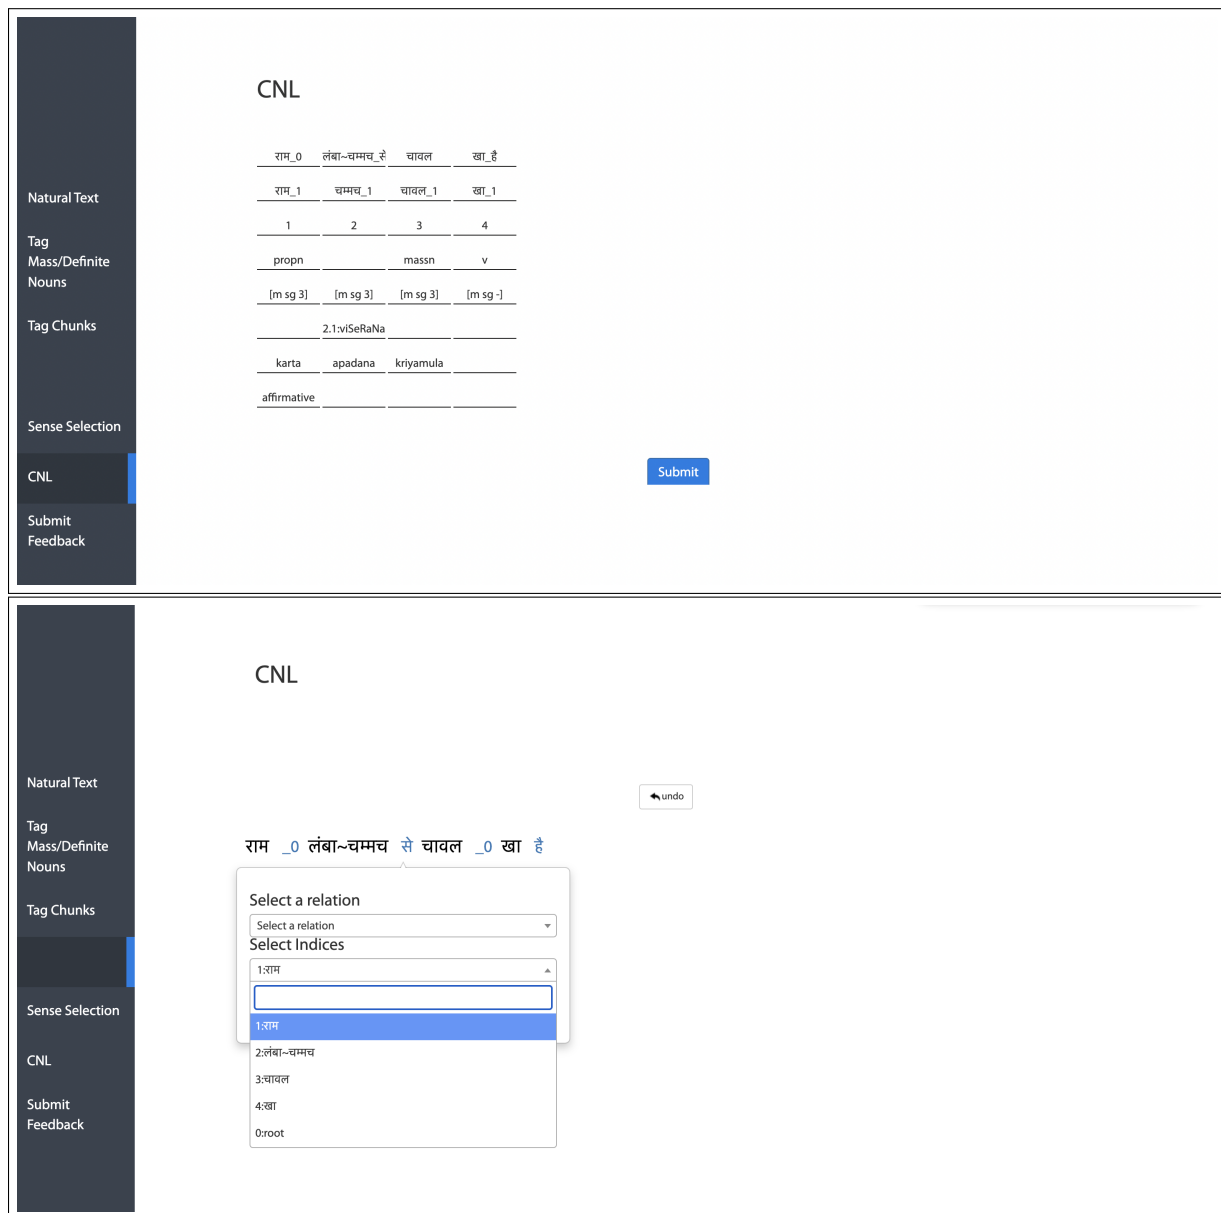 CNL
राम_0 लंबा~चम्मच_से चावल खा_है
राम_1 चम्मच_1 चावल_1 खा_1
1 2 3 4
propn massn v
[m sg 3] [m sg 3] [m sg 3] [m sg -]
2.1:viSeRaNa
karta apadana kriyamula
affirmative
Submit
Natural Text
Tag
Mass/Definite
Nouns
Tag Chunks
Sense Selection
CNL
Submit
Feedback
CNL
undo
राम _0 लंबा~चम्मच से चावल _0 खा है
Select a relation
Select a relation
Select Indices
1:राम
1:राम
2:लंबा~चम्मच
3:चावल
4:खा
0:root
Natural Text
Tag
Mass/Definite
Nouns
Tag Chunks
Sense Selection
CNL
Submit
Feedback